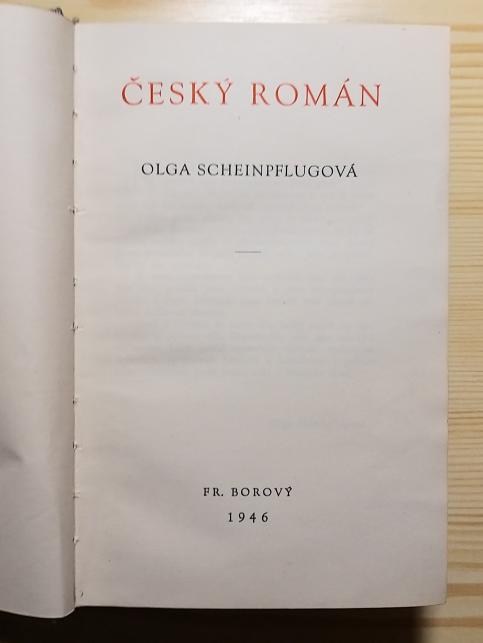 ČESKÝ ROMÁN
OLGA SCHEINPFLUGOVÁ
FR. BOROVÝ
1946